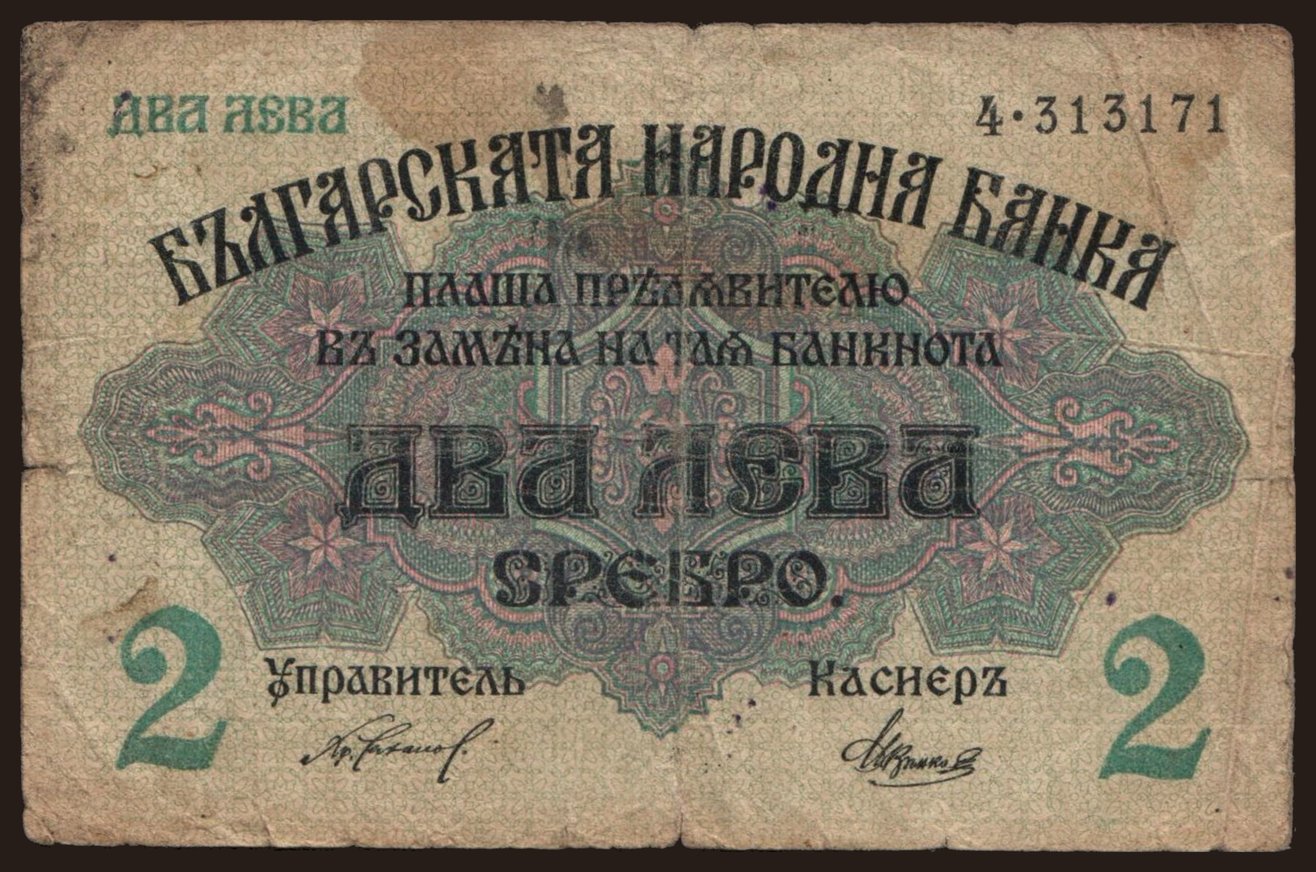 ДВА ЛЕВА
4·313171
БЪЛГАРСКАТА НАРОДНА БАНКА
ПЛАЩА ПРѢДЯВИТЕЛЮ
ВЪ ЗАМѢНА НА ТАЯ БАНКНОТА
ДВА ЛЕВА
СРЕБРО.
2 2
Управитель Касиеръ